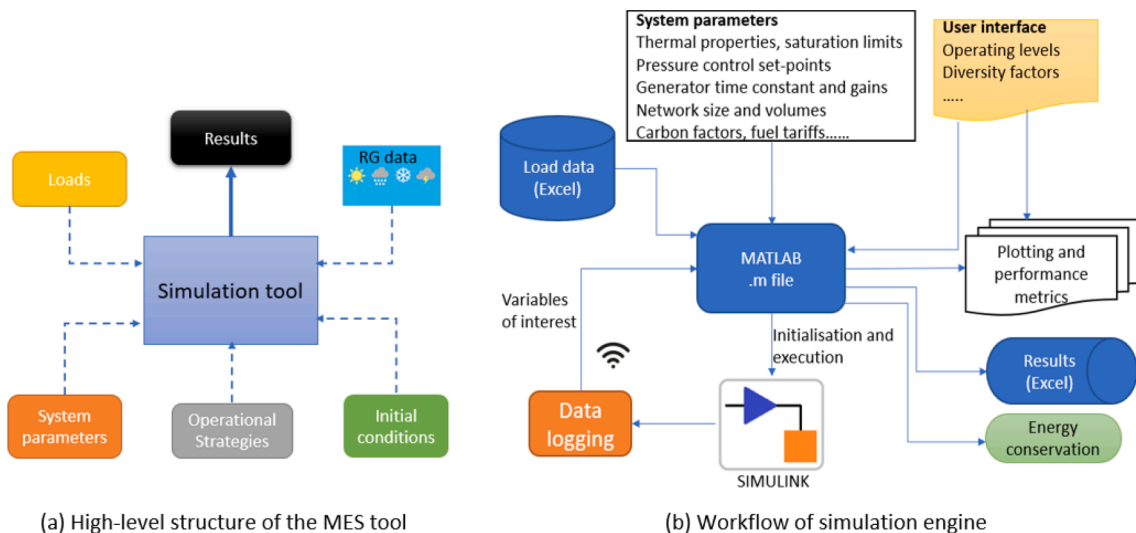 Results
Loads
RG data
Simulation tool
System
parameters
Operational
Strategies
Initial
conditions
(a) High-level structure of the MES tool
System parameters
Thermal properties, saturation limits
Pressure control set-points
Generator time constant and gains
Network size and volumes
Carbon factors, fuel tariffs......
User interface
Operating levels
Diversity factors
.....
Load data
(Excel)
MATLAB
.m file
Plotting and
performance
metrics
Variables
of interest
Initialisation and
execution
Results
(Excel)
Data
logging
Energy
conservation
SIMULINK
(b) Workflow of simulation engine